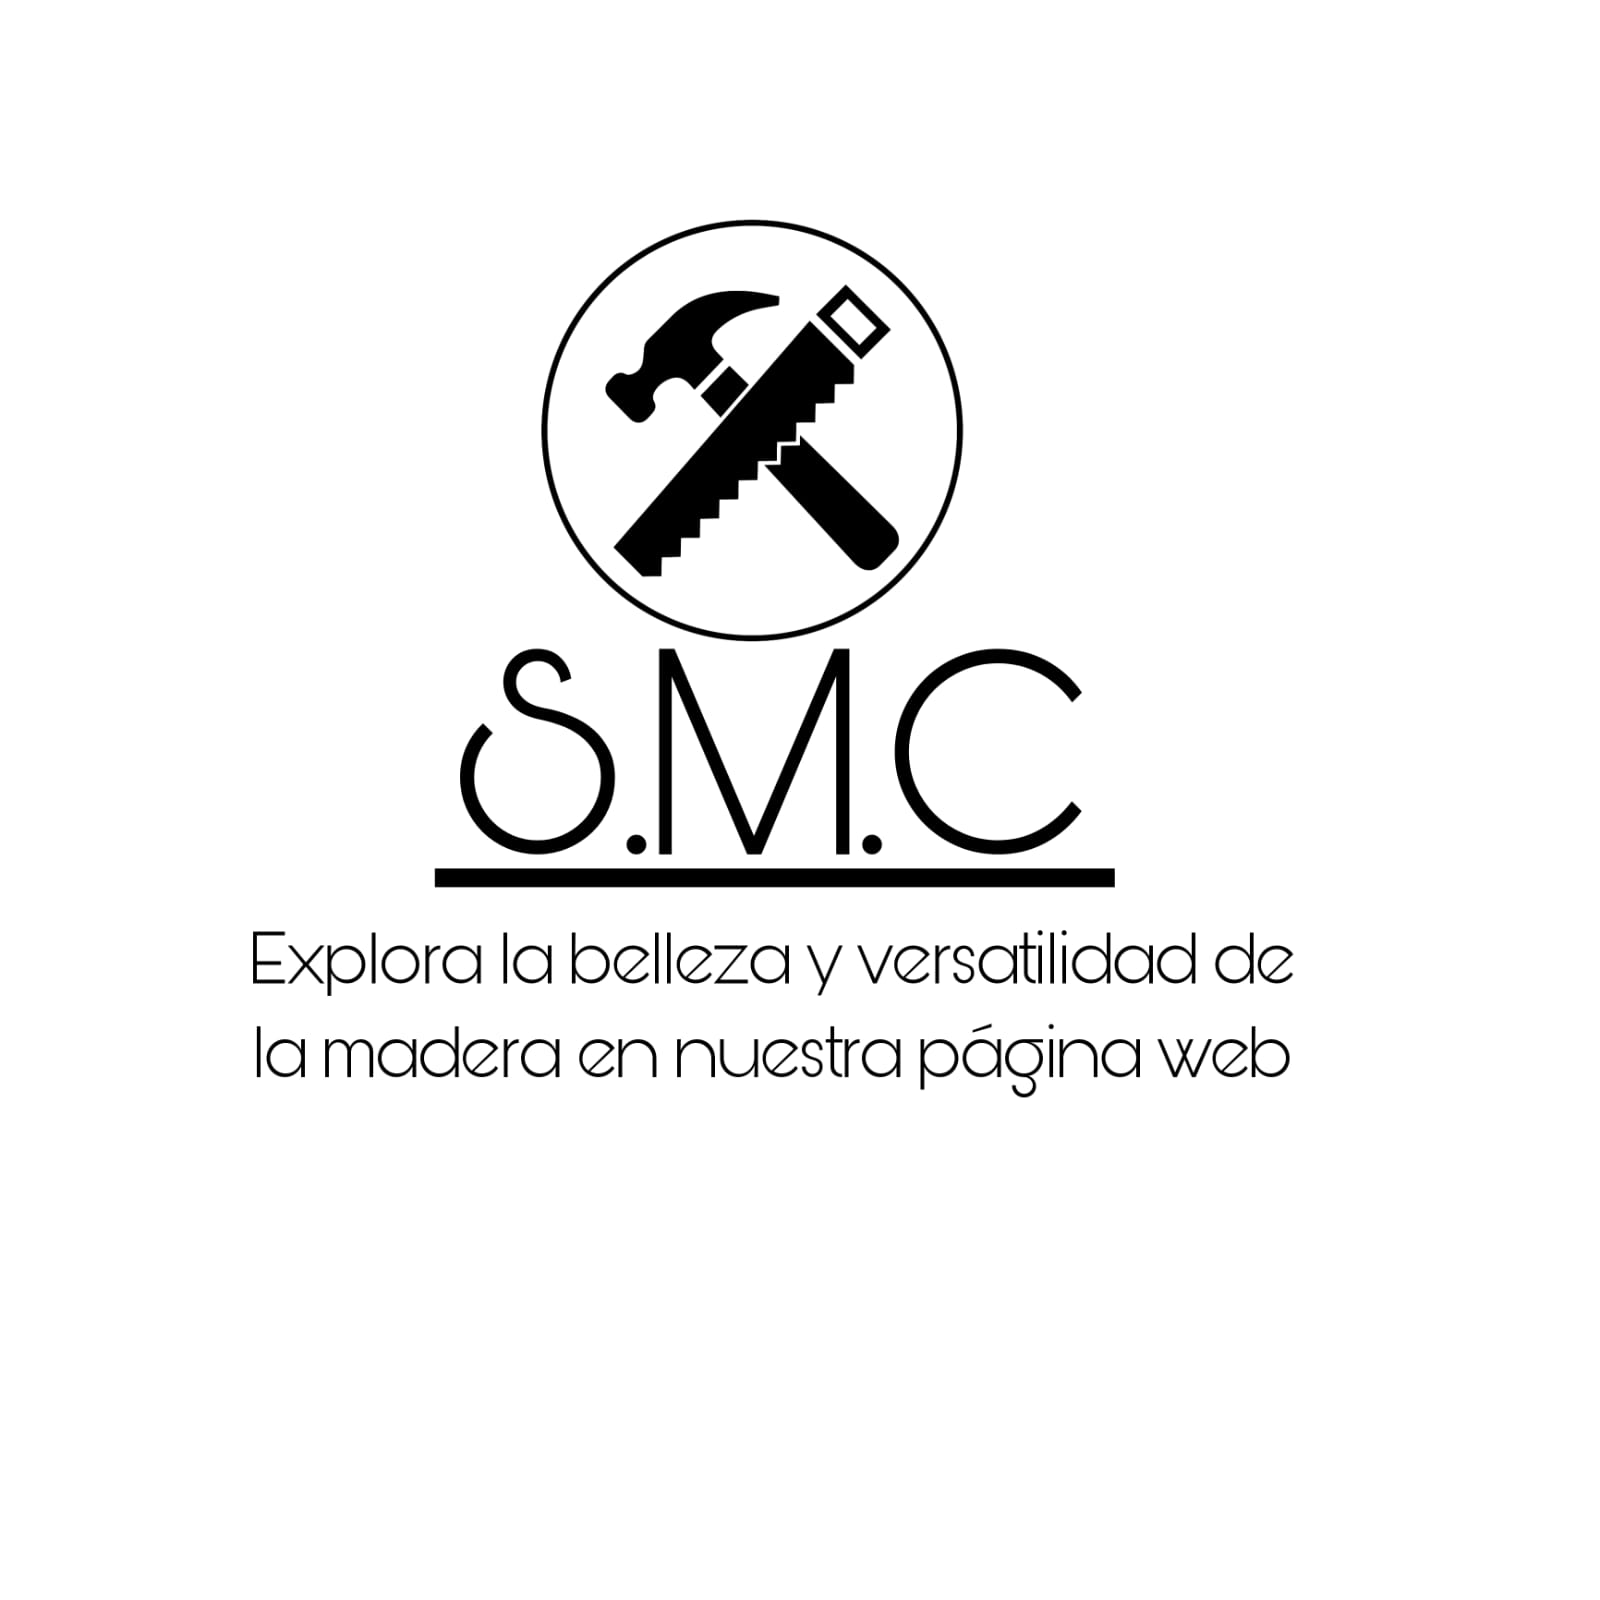 S.M.C
Explora la belleza y versatilidad de
la madera en nuestra página web